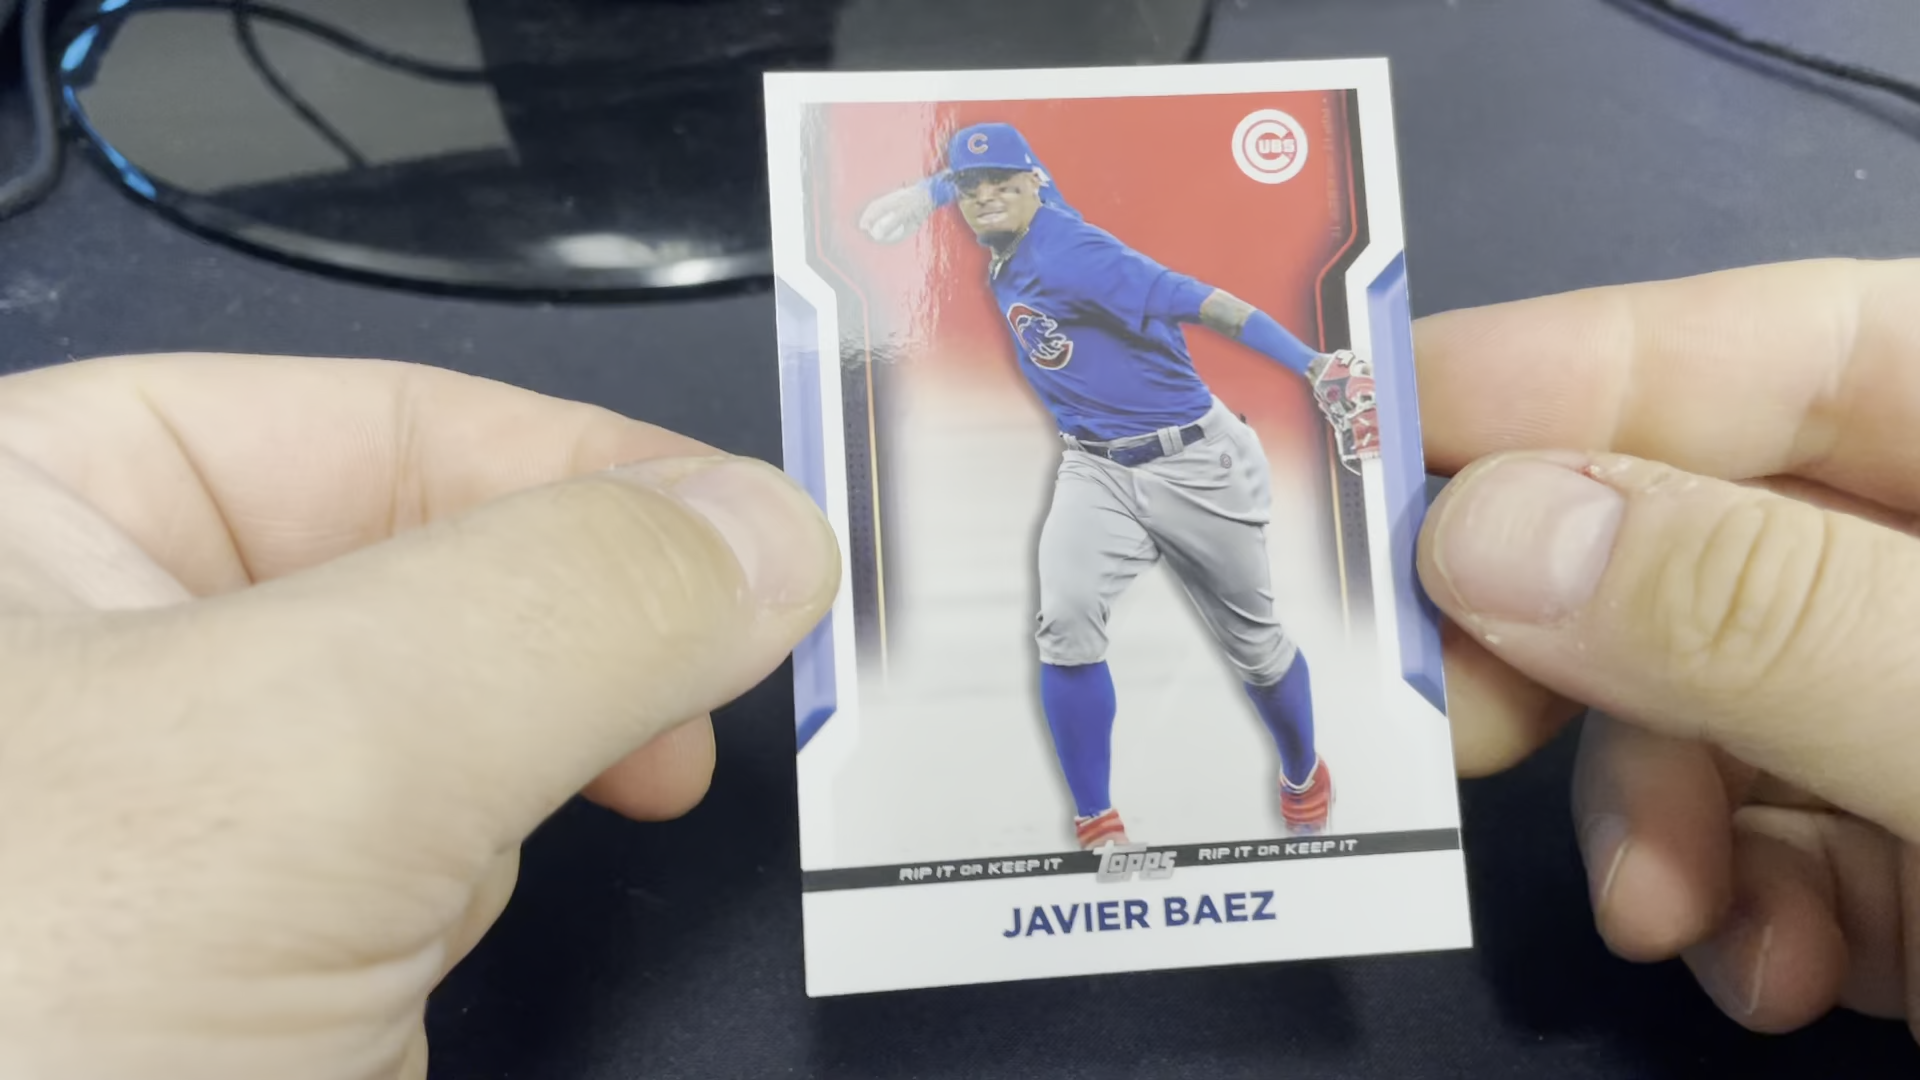 C
CUBS
RIP IT OR KEEP IT
topps
RIP IT OR KEEP IT
JAVIER BAEZ